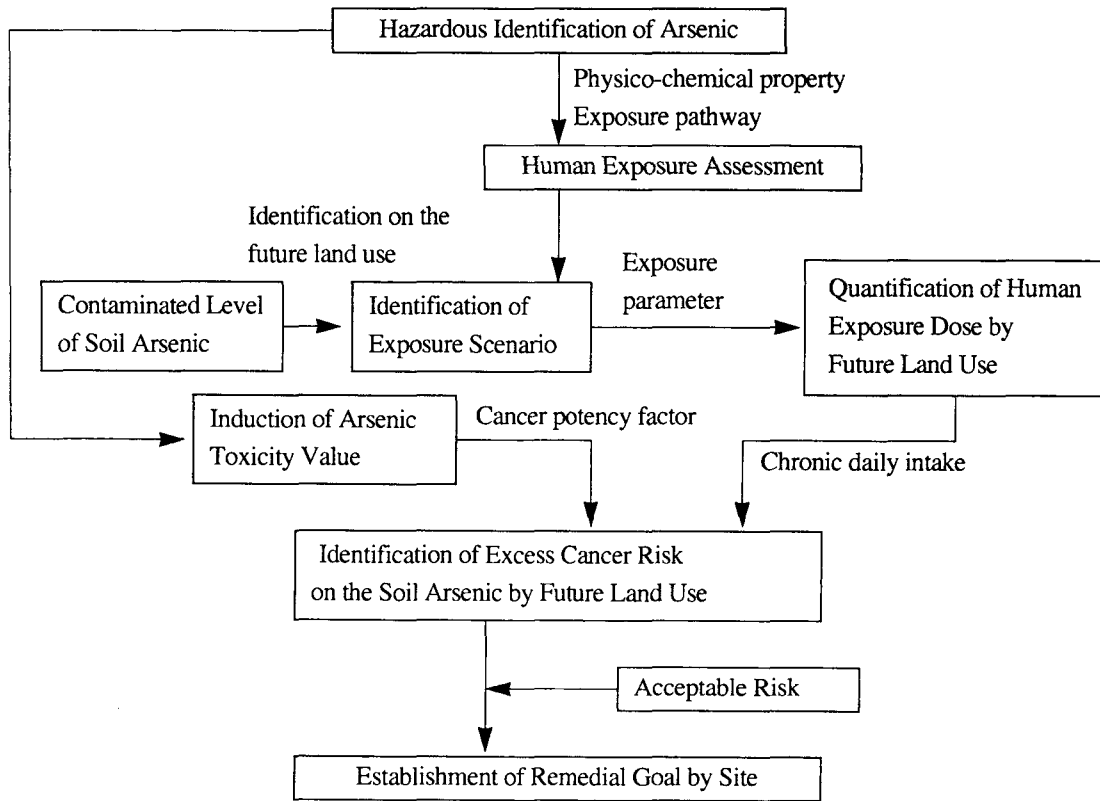 Hazardous Identification of Arsenic
Physico-chemical property
Exposure pathway
Human Exposure Assessment
Identification on the
future land use
Contaminated Level
of Soil Arsenic
Identification of
Exposure Scenario
Exposure
parameter
Quantification of Human
Exposure Dose by
Future Land Use
Induction of Arsenic
Toxicity Value
Cancer potency factor
Chronic daily intake
Identification of Excess Cancer Risk
on the Soil Arsenic by Future Land Use
Acceptable Risk
Establishment of Remedial Goal by Site